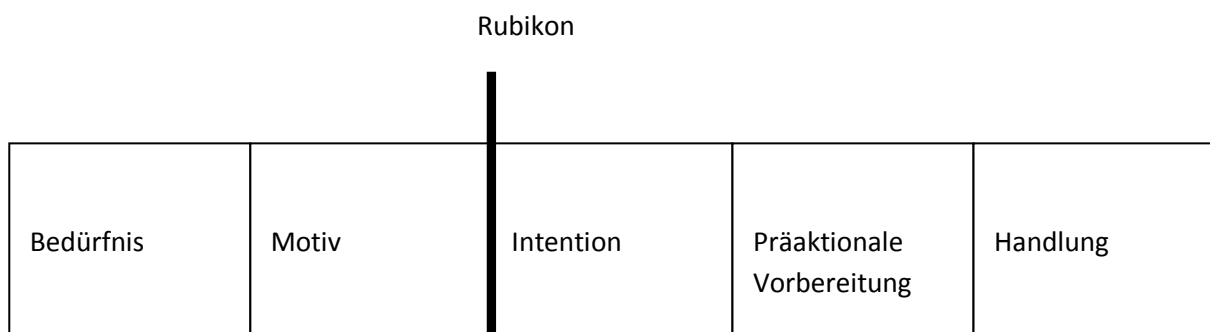 Rubikon
Bedürfnis
Motiv
Intention
Präaktionale
Vorbereitung
Handlung